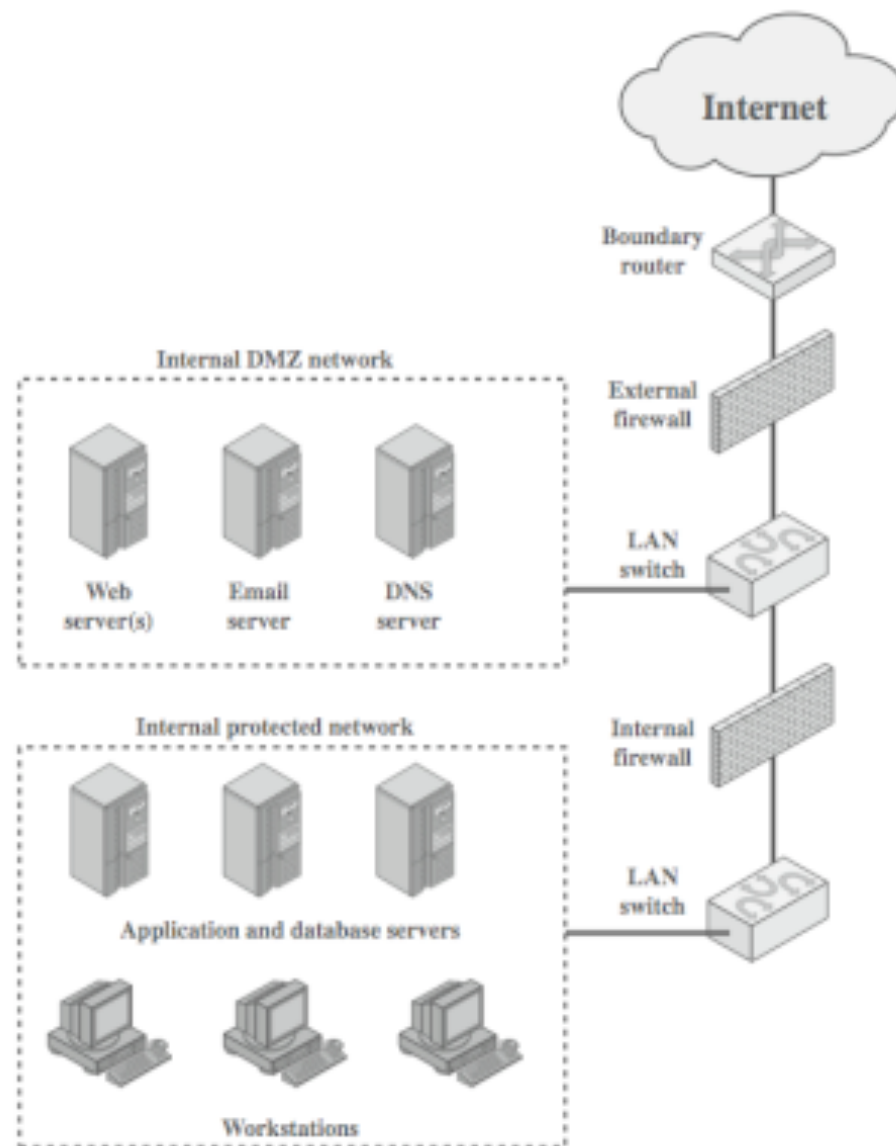 Internet
Boundary
router
Internal DMZ network
External
firewall
LAN
switch
Web
server(s)
Email
server
DNS
server
Internal protected network
Internal
firewall
LAN
switch
Application and database servers
Workstations